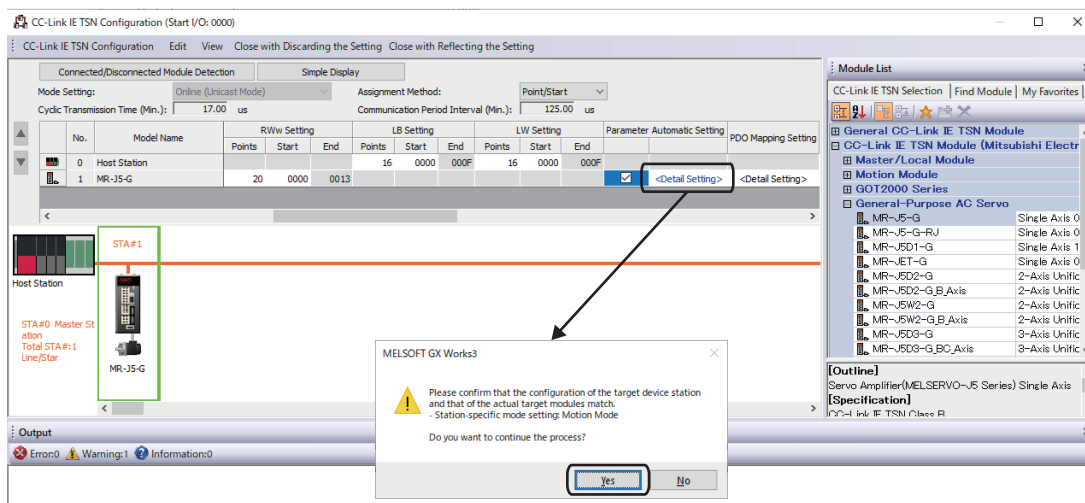 CC-Link IE TSN Configuration (Start I/O: 0000)
CC-Link IE TSN Configuration Edit View Close with Discarding the Setting Close with Reflecting the Setting
Connected/Disconnected Module Detection Simple Display
Mode Setting: Online (Unicast Mode) Assignment Method: Point/Start
Cyclic Transmission Time (Min.): 17.00 us Communication Period Interval (Min.): 125.00 us
No. Model Name RWw Setting LB Setting LW Setting Parameter Automatic Setting PDO Mapping Setting
Points Start End Points Start End Points Start End
0 Host Station 16 0000 000F 16 0000 000F
1 MR-J5-G 20 0000 0013 <Detail Setting> <Detail Setting>
STA#1
Host Station
STA#0 Master St
ation
Total STA#:1
Line/Star
MR-J5-G
Module List
CC-Link IE TSN Selection Find Module My Favorites
General CC-Link IE TSN Module
CC-Link IE TSN Module (Mitsubishi Electr
Master/Local Module
Motion Module
GOT2000 Series
General-Purpose AC Servo
MR-J5-G Single Axis 0
MR-J5-G-RJ Single Axis 0
MR-J5D1-G Single Axis 1
MR-JET-G Single Axis 0
MR-J5D2-G 2-Axis Unific
MR-J5D2-G_B_Axis 2-Axis Unific
MR-J5W2-G 2-Axis Unific
MR-J5W2-G_B_Axis 2-Axis Unific
MR-J5D3-G 3-Axis Unific
MR-J5D3-G_BC_Axis 3-Axis Unific
[Outline]
Servo Amplifier(MELSERVO-J5 Series) Single Axis
[Specification]
CC-Link IE TSN Class B
MELSOFT GX Works3
Please confirm that the configuration of the target device station
and that of the actual target modules match.
- Station-specific mode setting: Motion Mode
Do you want to continue the process?
Yes No
Output
Error:0 Warning:1 Information:0